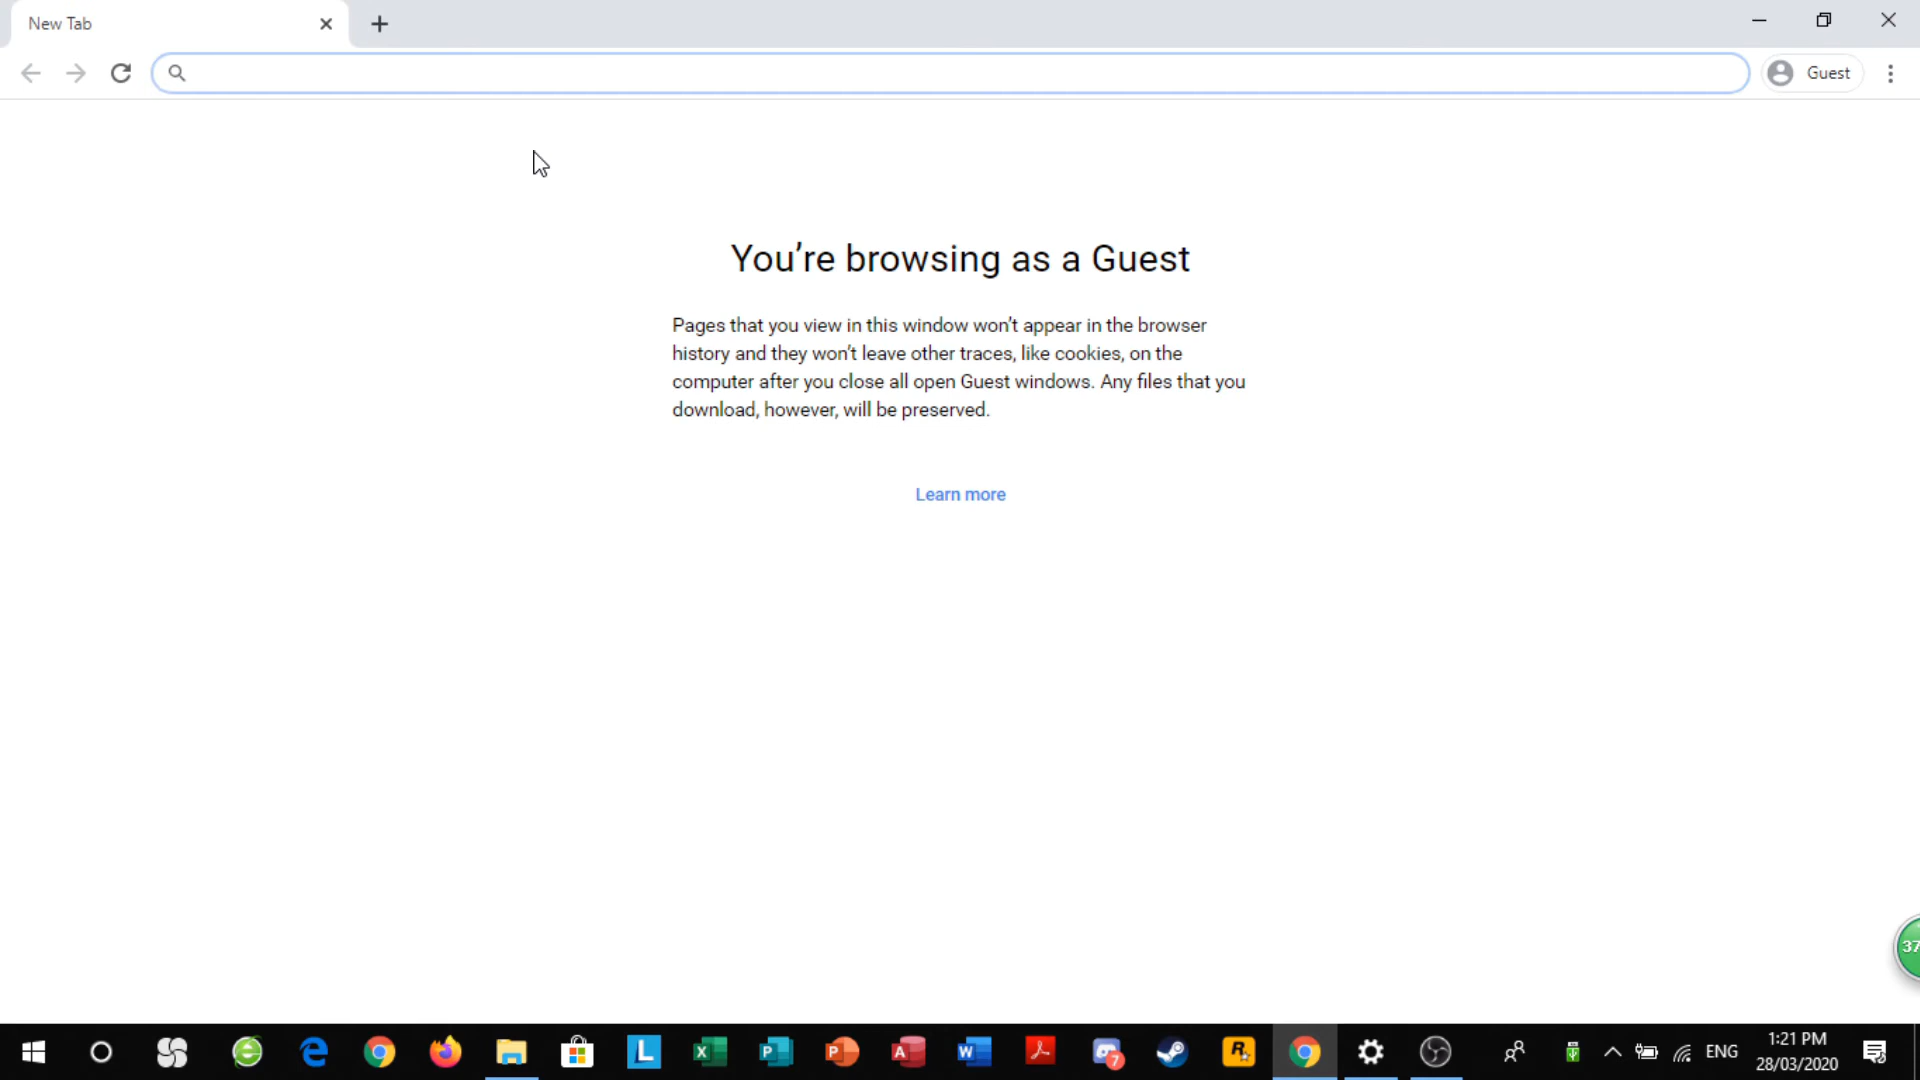 New Tab
Guest
You’re browsing as a Guest
Pages that you view in this window won’t appear in the browser
history and they won’t leave other traces, like cookies, on the
computer after you close all open Guest windows. Any files that you
download, however, will be preserved.
Learn more
37
L
X
P
P
A
W
7
R
ENG
1:21 PM
28/03/2020